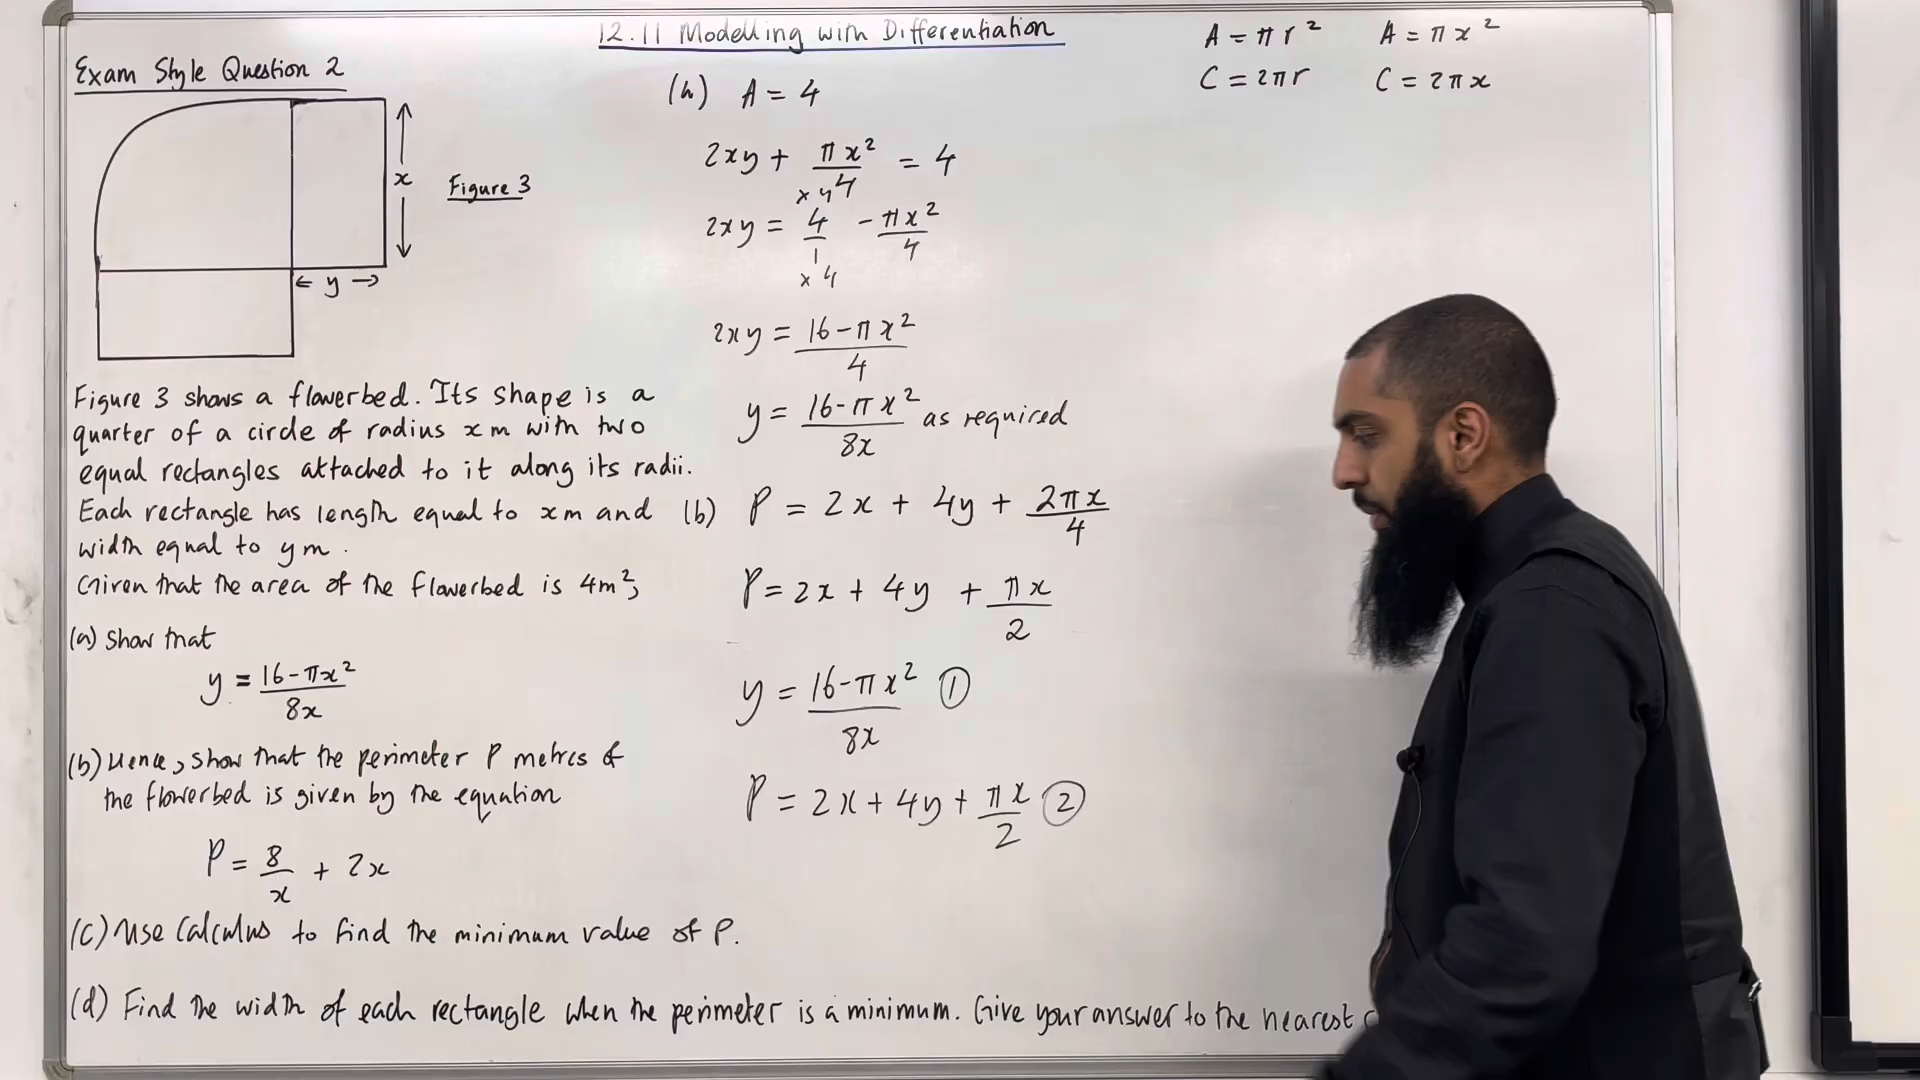 12.11 Modelling with Differentiation
Exam Style Question 2
x
y
Figure 3
Figure 3 shows a flowerbed. Its shape is a
quarter of a circle of radius x m with two
equal rectangles attached to it along its radii.
Each rectangle has length equal to x m and
width equal to y m.
Given that the area of the flowerbed is 4m²,
(a) Show that
y = (16-πx²)/(8x)
(b) Hence, show that the perimeter P metres of
the flowerbed is given by the equation
P = 8/x + 2x
(c) Use Calculus to find the minimum value of P.
(d) Find the width of each rectangle when the perimeter is a minimum. Give your answer to the nearest
(a) A = 4
2xy + πx²/4 = 4
×4
2xy = 4/1 - πx²/4
×4
2xy = (16-πx²)/4
y = (16-πx²)/(8x) as required
(b) P = 2x + 4y + 2πx/4
P = 2x + 4y + πx/2
y = (16-πx²)/(8x) ①
P = 2x + 4y + πx/2 ②
A = πr² A = πx²
C = 2πr C = 2πx